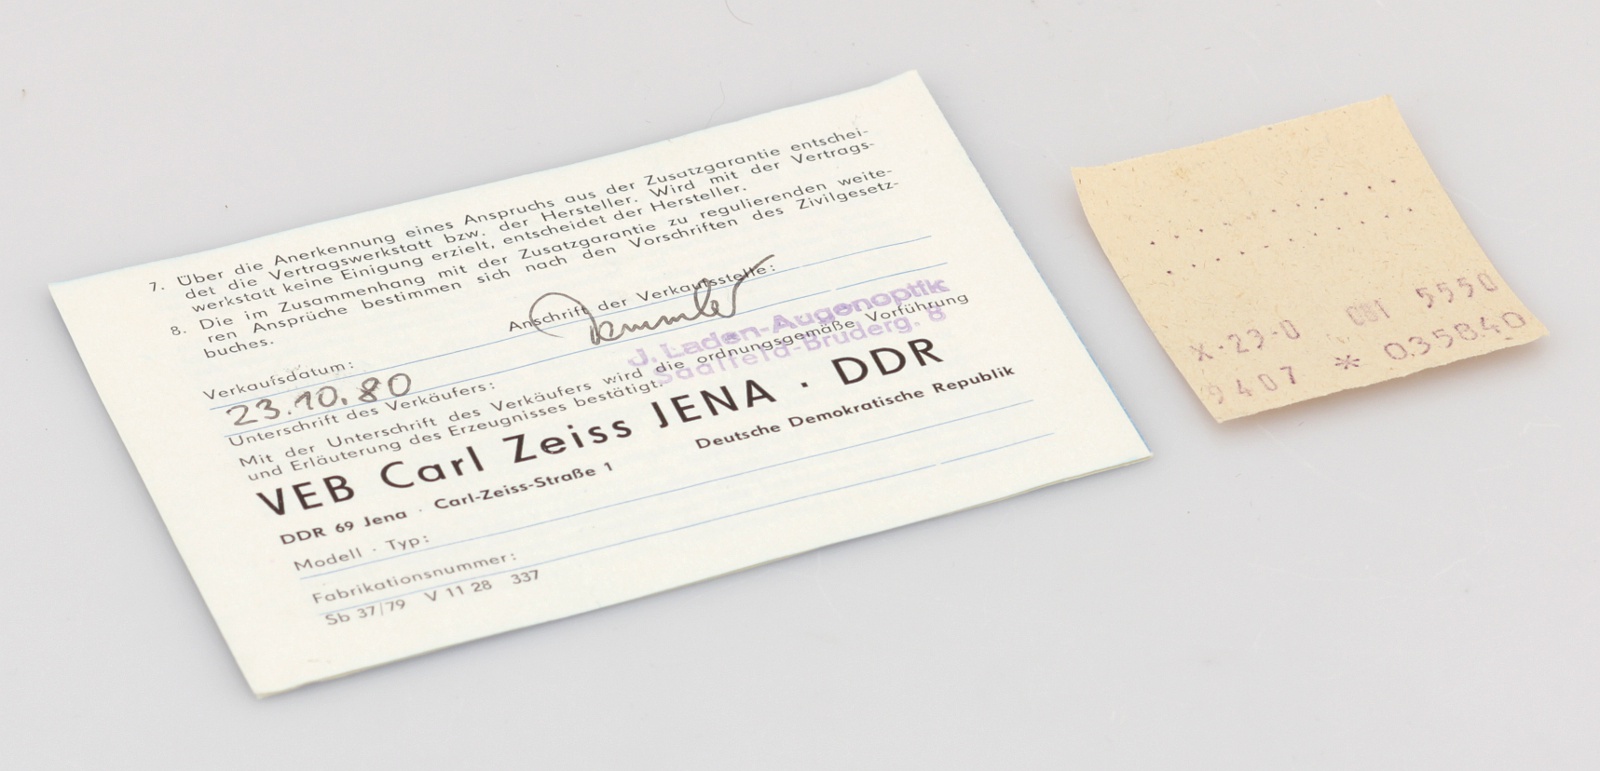 7. Über die Anerkennung eines Anspruchs aus der Zusatzgarantie entschei-
det die Vertragswerkstatt bzw. der Hersteller. Wird mit der Vertrags-
werkstatt keine Einigung erzielt, entscheidet der Hersteller.
8. Die im Zusammenhang mit der Zusatzgarantie zu regulierenden weite-
ren Ansprüche bestimmen sich nach den Vorschriften des Zivilgesetz-
buches.
Verkaufsdatum: Anschrift der Verkaufsstelle:
23.10.80
J. Laden-Augenoptik
Saalfeld-Bruderg. 8
Unterschrift des Verkäufers:
Mit der Unterschrift des Verkäufers wird die ordnungsgemäße Vorführung
und Erläuterung des Erzeugnisses bestätigt.
VEB Carl Zeiss JENA · DDR
DDR 69 Jena · Carl-Zeiss-Straße 1 Deutsche Demokratische Republik
Modell · Typ:
Fabrikationsnummer:
Sb 37/79 V 11 28 337
X-23-0 001 5550
9407 * 035840